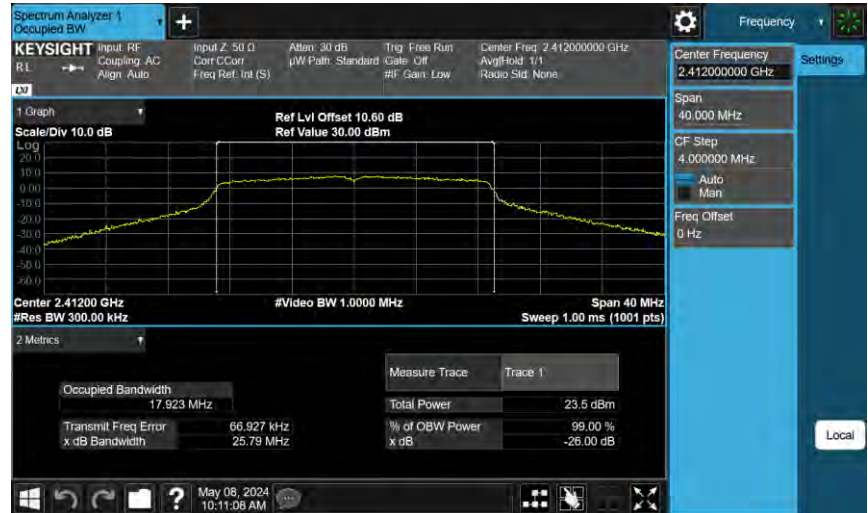 Spectrum Analyzer 1
Occupied BW
+
Frequency
KEYSIGHT
RL
LXI
Input: RF
Coupling: AC
Align: Auto
Input Z: 50 Ω
Corr CCorr
Freq Ref: Int (S)
Atten: 30 dB
µW Path: Standard
Trig: Free Run
Gate: Off
#IF Gain: Low
Center Freq: 2.412000000 GHz
Avg|Hold: 1/1
Radio Std: None
Center Frequency
2.412000000 GHz
Settings
Span
40.000 MHz
CF Step
4.000000 MHz
Auto
Man
Freq Offset
0 Hz
Local
1 Graph
Scale/Div 10.0 dB
Ref Lvl Offset 10.60 dB
Ref Value 30.00 dBm
Log
20.0
10.0
0.00
-10.0
-20.0
-30.0
-40.0
-50.0
-60.0
Center 2.41200 GHz
#Video BW 1.0000 MHz
Span 40 MHz
#Res BW 300.00 kHz
Sweep 1.00 ms (1001 pts)
2 Metrics
Measure Trace Trace 1
Occupied Bandwidth
17.923 MHz
Total Power 23.5 dBm
Transmit Freq Error 66.927 kHz
% of OBW Power 99.00 %
x dB Bandwidth 25.79 MHz
x dB -26.00 dB
?
May 08, 2024
10:11:08 AM